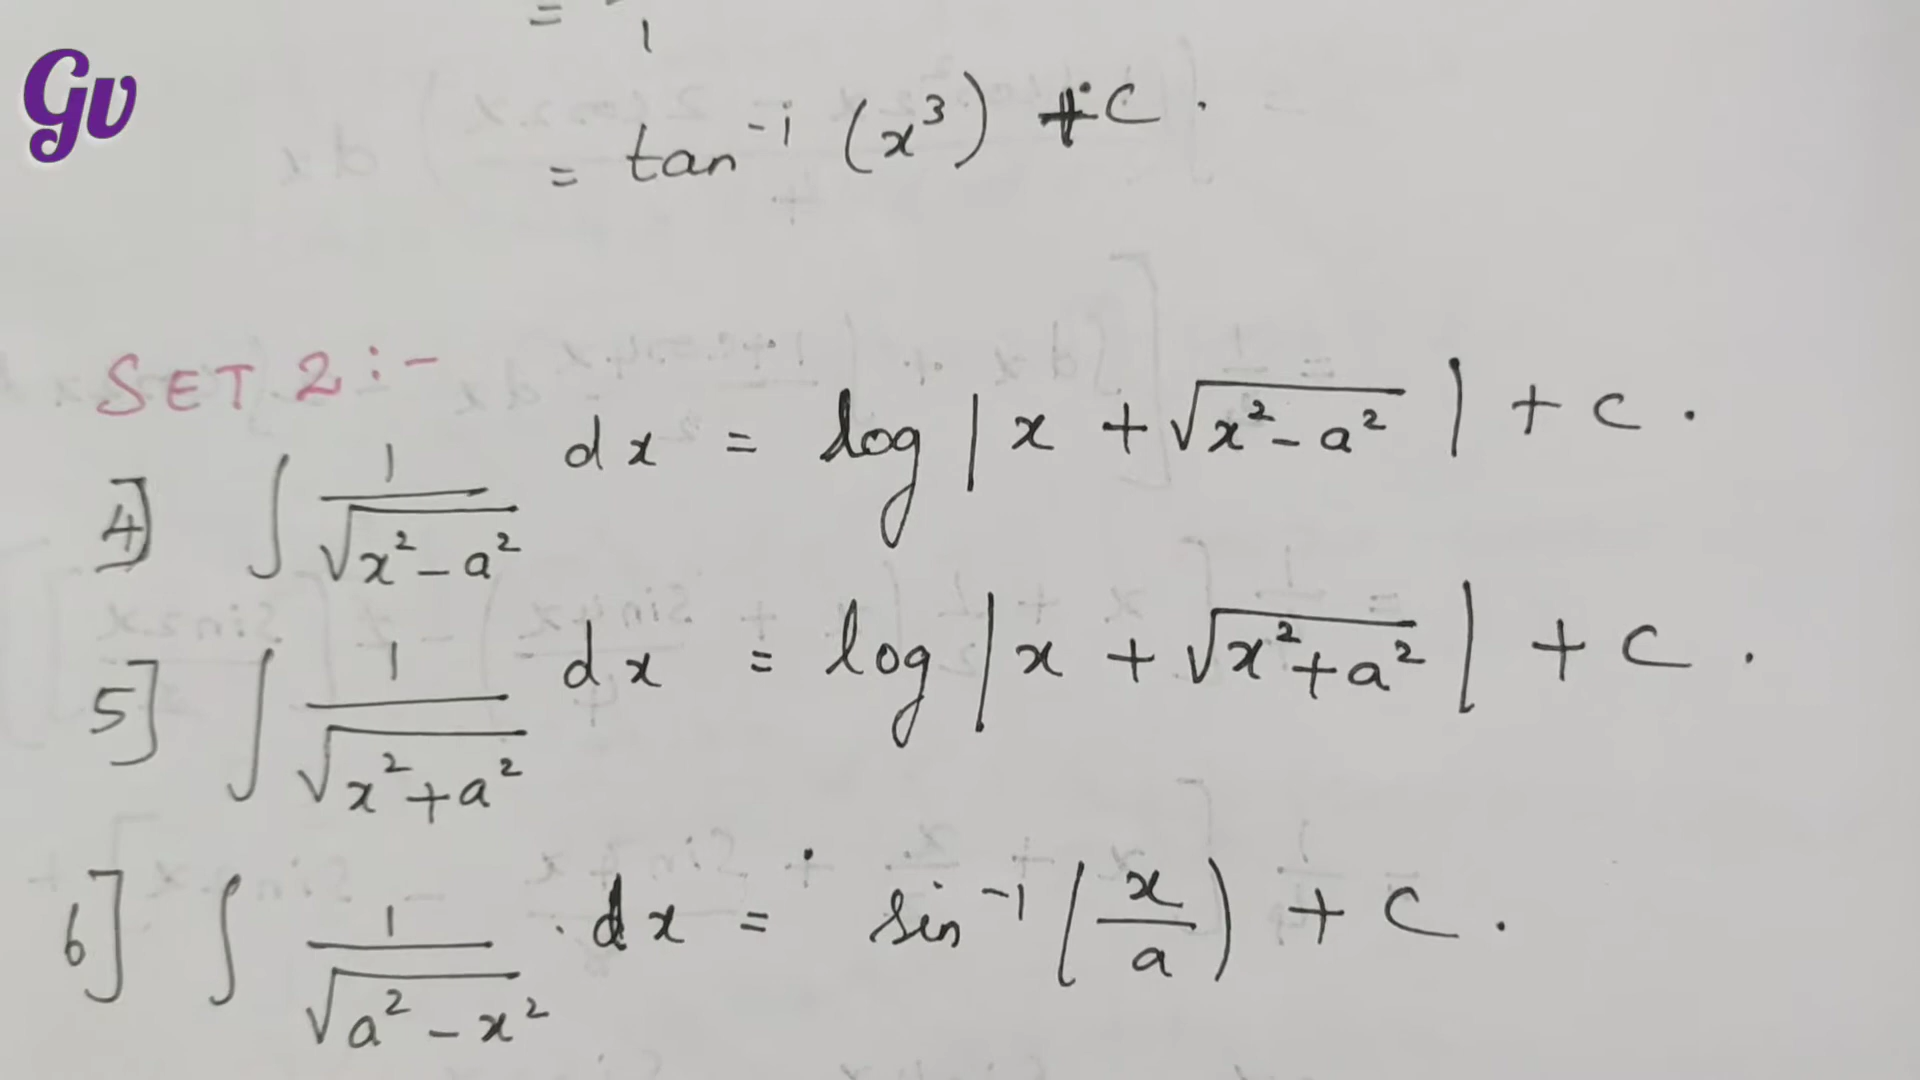 Gv
= 1
= tan⁻¹ (x³) + C.
SET 2 :-
4] ∫ 1/√(x² - a²) dx = log | x + √(x² - a²) | + C.
5] ∫ 1/√(x² + a²) dx = log | x + √(x² + a²) | + C.
6] ∫ 1/√(a² - x²) . dx = sin⁻¹ (x/a) + C.